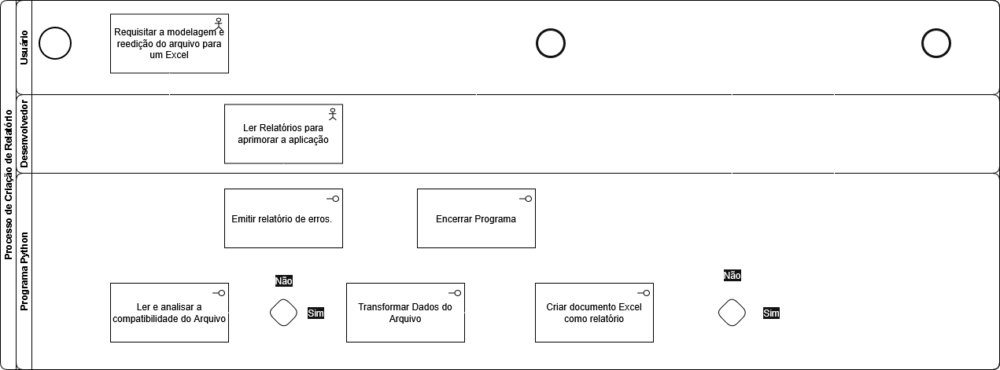 Processo de Criação de Relatório
Usuário
Requisitar a modelagem e
reedição do arquivo para
um Excel
Desenvolvedor
Ler Relatórios para
aprimorar a aplicação
Programa Python
Emitir relatório de erros.
Encerrar Programa
Não
Não
Ler e analisar a
compatibilidade do Arquivo
Sim
Transformar Dados do
Arquivo
Criar documento Excel
como relatório
Sim